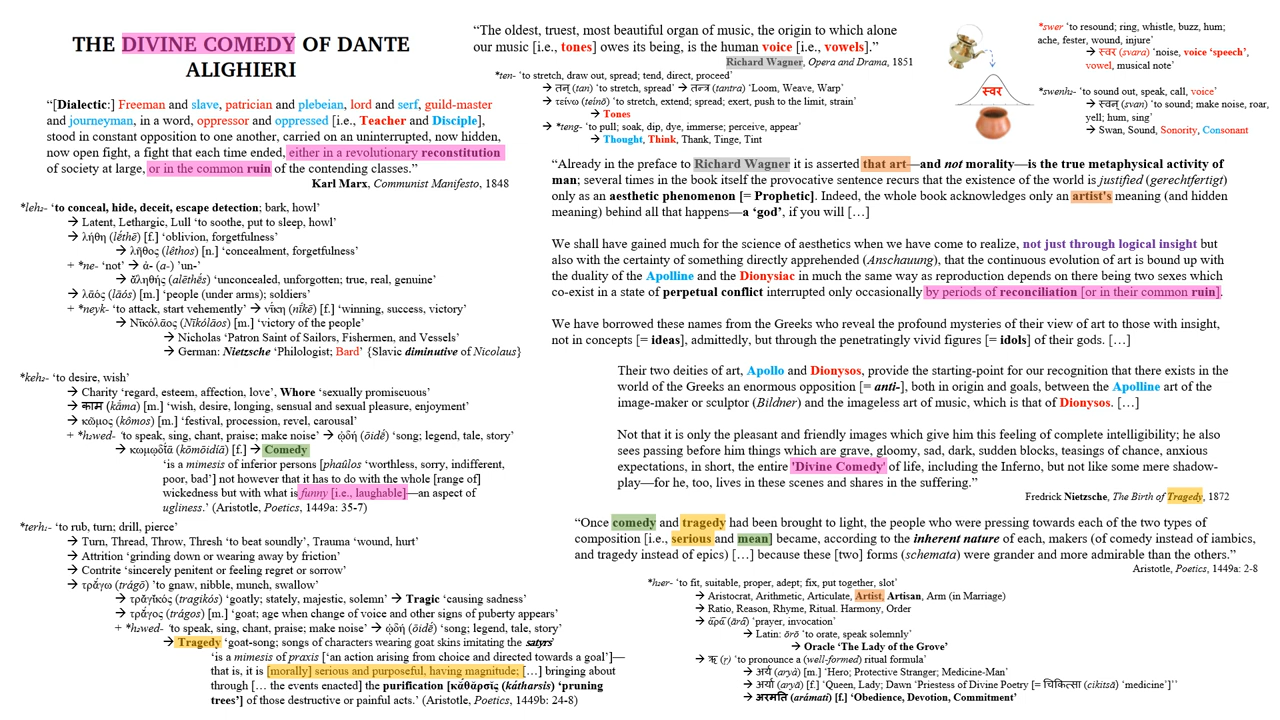 THE DIVINE COMEDY OF DANTE
ALIGHIERI
“[Dialectic:] Freeman and slave, patrician and plebeian, lord and serf, guild-master
and journeyman, in a word, oppressor and oppressed [i.e., Teacher and Disciple],
stood in constant opposition to one another, carried on an uninterrupted, now hidden,
now open fight, a fight that each time ended, either in a revolutionary reconstitution
of society at large, or in the common ruin of the contending classes.”
Karl Marx, Communist Manifesto, 1848
*leh₂- ‘to conceal, hide, deceit, escape detection; bark, howl’
→ Latent, Lethargic, Lull ‘to soothe, put to sleep, howl’
→ λήθη (lḗthē) [f.] ‘oblivion, forgetfulness’
→ λῆθος (lêthos) [n.] ‘concealment, forgetfulness’
+ *ne- ‘not’ → ἀ- (a-) ’un-’
→ ἄληθής (alēthḗs) ‘unconcealed, unforgotten; true, real, genuine’
→ λᾱός (lāós) [m.] ‘people (under arms); soldiers’
+ *neyk- ‘to attack, start vehemently’ → νῑ́κη (nī́kē) [f.] ‘winning, success, victory’
→ Νῑκόλᾱος (Nīkólāos) [m.] ‘victory of the people’
→ Nicholas ‘Patron Saint of Sailors, Fishermen, and Vessels’
→ German: Nietzsche ‘Philologist; Bard’ {Slavic diminutive of Nicolaus}
*keh₂- ‘to desire, wish’
→ Charity ‘regard, esteem, affection, love’, Whore ‘sexually promiscuous’
→ काम (kā́ma) [m.] ‘wish, desire, longing, sensual and sexual pleasure, enjoyment’
→ κῶμος (kômos) [m.] ‘festival, procession, revel, carousal’
+ *h₂wed- ‘to speak, sing, chant, praise; make noise’ → ᾠδή (ōidḗ) ‘song; legend, tale, story’
→ κωμῳδῐ́ᾱ (kōmōidíā) [f.] → Comedy
‘is a mimesis of inferior persons [phaûlos ‘worthless, sorry, indifferent,
poor, bad’] not however that it has to do with the whole [range of]
wickedness but with what is funny [i.e., laughable]—an aspect of
ugliness.’ (Aristotle, Poetics, 1449a: 35-7)
*terh₁- ‘to rub, turn; drill, pierce’
→ Turn, Thread, Throw, Thresh ‘to beat soundly’, Trauma ‘wound, hurt’
→ Attrition ‘grinding down or wearing away by friction’
→ Contrite ‘sincerely penitent or feeling regret or sorrow’
→ τρᾰ́γω (trágō) ‘to gnaw, nibble, munch, swallow’
→ τρᾰγῐκός (tragikós) ‘goatly; stately, majestic, solemn’ → Tragic ‘causing sadness’
→ τρᾰ́γος (trágos) [m.] ‘goat; age when change of voice and other signs of puberty appears’
+ *h₂wed- ‘to speak, sing, chant, praise; make noise’ → ᾠδή (ōidḗ) ‘song; legend, tale, story’
→ Tragedy ‘goat-song; songs of characters wearing goat skins imitating the satyrs’
‘is a mimesis of praxis [‘an action arising from choice and directed towards a goal’]—
that is, it is [morally] serious and purposeful, having magnitude; […] bringing about
through [… the events enacted] the purification [κᾰ́θᾰρσῐς (kátharsis) ‘pruning
trees’] of those destructive or painful acts.’ (Aristotle, Poetics, 1449b: 24-8)
“The oldest, truest, most beautiful organ of music, the origin to which alone
our music [i.e., tones] owes its being, is the human voice [i.e., vowels].”
Richard Wagner, Opera and Drama, 1851
*ten- ‘to stretch, draw out, spread; tend, direct, proceed’
→ तन् (tan) ‘to stretch, spread’ → तन्त्र (tantra) ‘Loom, Weave, Warp’
→ τείνω (teínō) ‘to stretch, extend; spread; exert, push to the limit, strain’
→ Tones
→ *teng- ‘to pull; soak, dip, dye, immerse; perceive, appear’
→ Thought, Think, Thank, Tinge, Tint
स्वर
*swer ‘to resound; ring, whistle, buzz, hum;
ache, fester, wound, injure’
→ स्वर (svara) ‘noise, voice ‘speech’,
vowel, musical note’
*swenh₂- ‘to sound out, speak, call, voice’
→ स्वन् (svan) ‘to sound; make noise, roar,
yell; hum, sing’
→ Swan, Sound, Sonority, Consonant
“Already in the preface to Richard Wagner it is asserted that art—and not morality—is the true metaphysical activity of
man; several times in the book itself the provocative sentence recurs that the existence of the world is justified (gerechtfertigt)
only as an aesthetic phenomenon [= Prophetic]. Indeed, the whole book acknowledges only an artist's meaning (and hidden
meaning) behind all that happens—a ‘god’, if you will […]
We shall have gained much for the science of aesthetics when we have come to realize, not just through logical insight but
also with the certainty of something directly apprehended (Anschauung), that the continuous evolution of art is bound up with
the duality of the Apolline and the Dionysiac in much the same way as reproduction depends on there being two sexes which
co-exist in a state of perpetual conflict interrupted only occasionally by periods of reconciliation [or in their common ruin].
We have borrowed these names from the Greeks who reveal the profound mysteries of their view of art to those with insight,
not in concepts [= ideas], admittedly, but through the penetratingly vivid figures [= idols] of their gods. […]
Their two deities of art, Apollo and Dionysos, provide the starting-point for our recognition that there exists in the
world of the Greeks an enormous opposition [= anti-], both in origin and goals, between the Apolline art of the
image-maker or sculptor (Bildner) and the imageless art of music, which is that of Dionysos. […]
Not that it is only the pleasant and friendly images which give him this feeling of complete intelligibility; he also
sees passing before him things which are grave, gloomy, sad, dark, sudden blocks, teasings of chance, anxious
expectations, in short, the entire 'Divine Comedy' of life, including the Inferno, but not like some mere shadow-
play—for he, too, lives in these scenes and shares in the suffering.”
Fredrick Nietzsche, The Birth of Tragedy, 1872
“Once comedy and tragedy had been brought to light, the people who were pressing towards each of the two types of
composition [i.e., serious and mean] became, according to the inherent nature of each, makers (of comedy instead of iambics,
and tragedy instead of epics) […] because these [two] forms (schemata) were grander and more admirable than the others.”
Aristotle, Poetics, 1449a: 2-8
*h₂er- ‘to fit, suitable, proper, adept; fix, put together, slot’
→ Aristocrat, Arithmetic, Articulate, Artist, Artisan, Arm (in Marriage)
→ Ratio, Reason, Rhyme, Ritual. Harmony, Order
→ ᾱ̓ρᾱ́ (ārā́) ‘prayer, invocation’
→ Latin: ōrō ‘to orate, speak solemnly’
→ Oracle ‘The Lady of the Grove’
→ ऋ (ṛ) ‘to pronounce a (well-formed) ritual formula’
→ अर्य (aryà) [m.] ‘Hero; Protective Stranger; Medicine-Man’
→ अर्या (aryā) [f.] ‘Queen, Lady; Dawn ‘Prestess of Divine Poetry [= चिकित्सा (cikitsā) ‘medicine’]’’
→ अरमति (arámati) [f.] ‘Obedience, Devotion, Commitment’